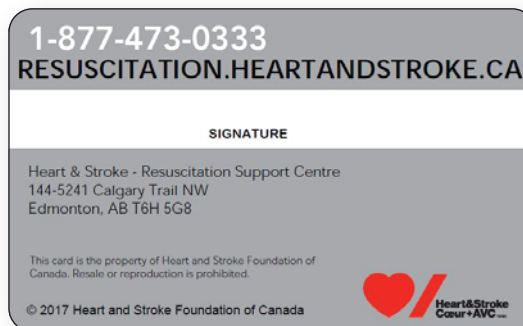 1-877-473-0333
RESUSCITATION.HEARTANDSTROKE.CA
SIGNATURE
Heart & Stroke - Resuscitation Support Centre
144-5241 Calgary Trail NW
Edmonton, AB T6H 5G8
This card is the property of Heart and Stroke Foundation of
Canada. Resale or reproduction is prohibited.
© 2017 Heart and Stroke Foundation of Canada
Heart&Stroke
Cœur+AVC